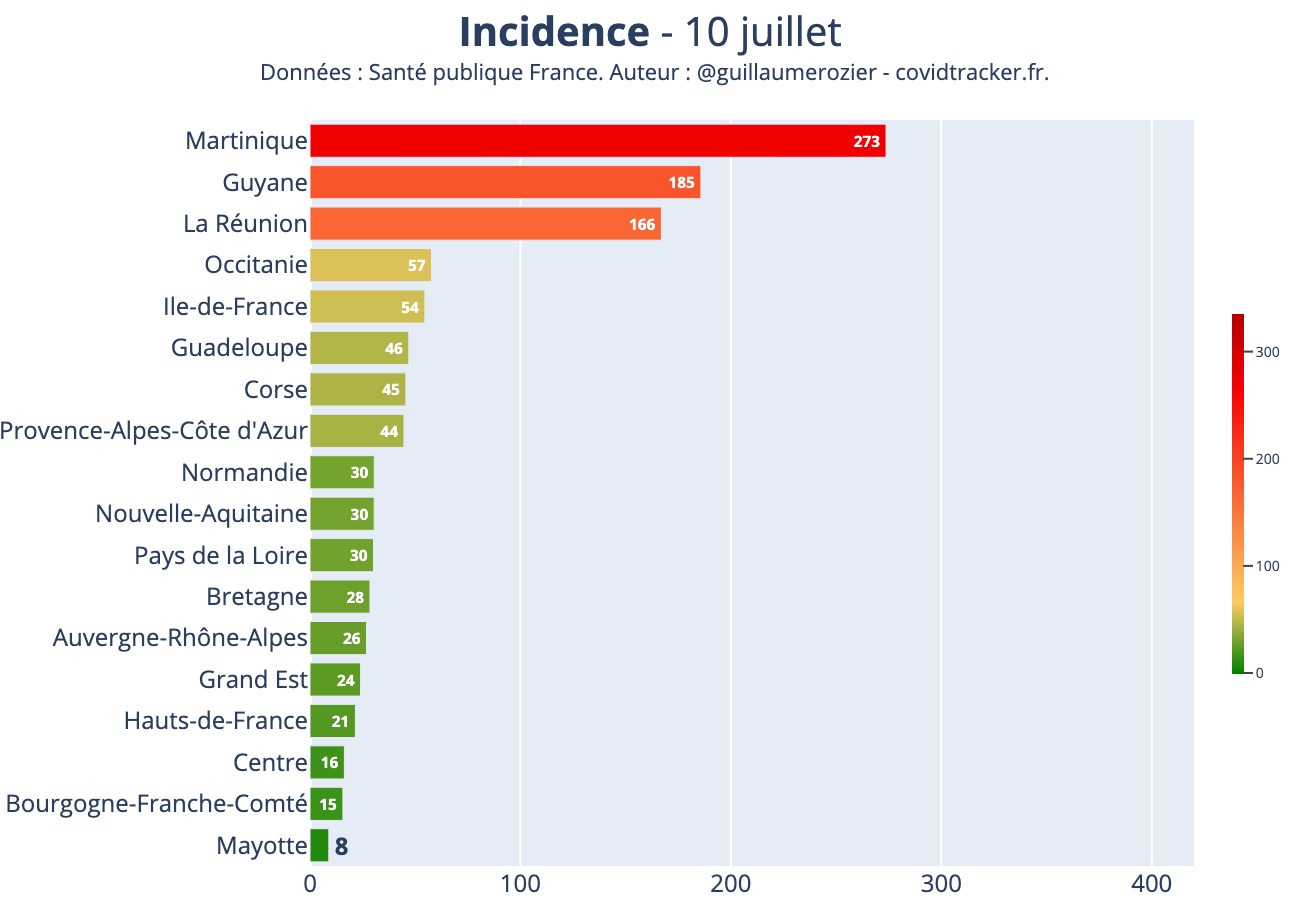 Incidence - 10 juillet
Données : Santé publique France. Auteur : @guillaumerozier - covidtracker.fr.
Martinique 273
Guyane 185
La Réunion 166
Occitanie 57
Ile-de-France 54
Guadeloupe 46
Corse 45
Provence-Alpes-Côte d'Azur 44
Normandie 30
Nouvelle-Aquitaine 30
Pays de la Loire 30
Bretagne 28
Auvergne-Rhône-Alpes 26
Grand Est 24
Hauts-de-France 21
Centre 16
Bourgogne-Franche-Comté 15
Mayotte 8
0 100 200 300 400
300
200
100
0